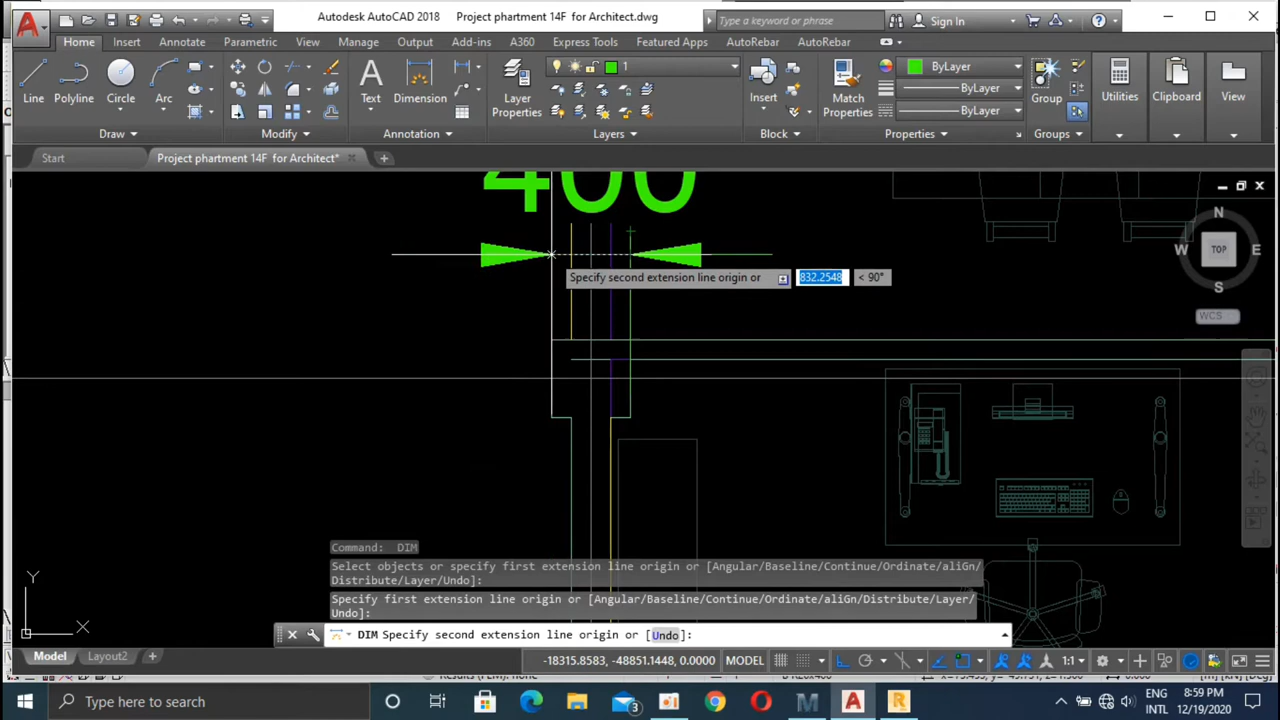 Autodesk AutoCAD 2018 Project phartment 14F for Architect.dwg
Type a keyword or phrase
Sign In
Home Insert Annotate Parametric View Manage Output Add-ins A360 Express Tools Featured Apps AutoRebar AutoRebar
Line Polyline Circle Arc
Text Dimension
Layer Properties
1
Insert
Match Properties
ByLayer
ByLayer
ByLayer
Group
Utilities Clipboard View
Draw Modify Annotation Layers Block Properties Groups
Start Project phartment 14F for Architect*
400
N
W TOP E
S
WCS
Specify second extension line origin or 832.2548 < 90°
Command: DIM
Select objects or specify first extension line origin or [Angular/Baseline/Continue/Ordinate/aliGn/
Distribute/Layer/Undo]:
Specify first extension line origin or [Angular/Baseline/Continue/Ordinate/aliGn/Distribute/Layer/
Undo]:
Y
X
DIM Specify second extension line origin or [Undo]:
Model Layout2
-18315.8583, -48851.1448, 0.0000 MODEL 1:1
Type here to search
3
ENG
INTL
8:59 PM
12/19/2020